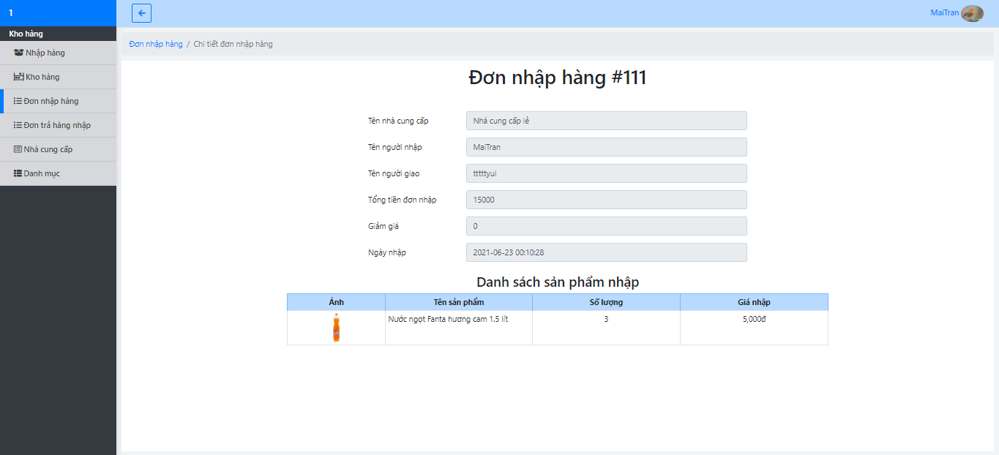 1
MaiTran
Kho hàng
Nhập hàng
Kho hàng
Đơn nhập hàng
Đơn trả hàng nhập
Nhà cung cấp
Danh mục
Đơn nhập hàng / Chi tiết đơn nhập hàng
Đơn nhập hàng #111
Tên nhà cung cấp Nhà cung cấp lẻ
Tên người nhập MaiTran
Tên người giao tttttyui
Tổng tiền đơn nhập 15000
Giảm giá 0
Ngày nhập 2021-06-23 00:10:28
Danh sách sản phẩm nhập
Ảnh Tên sản phẩm Số lượng Giá nhập
Nước ngọt Fanta hương cam 1.5 lít 3 5,000đ